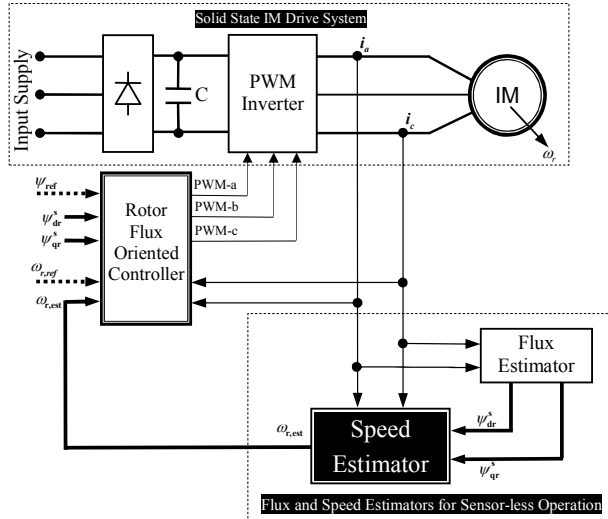 Solid State IM Drive System
Input Supply
C
PWM
Inverter
i_a
i_c
IM
ω_r
ψ_ref
ψ^s_dr
ψ^s_qr
ω_r,ref
ω_r,est
Rotor
Flux
Oriented
Controller
PWM-a
PWM-b
PWM-c
Flux
Estimator
ω_r,est
Speed
Estimator
ψ^s_dr
ψ^s_qr
Flux and Speed Estimators for Sensor-less Operation